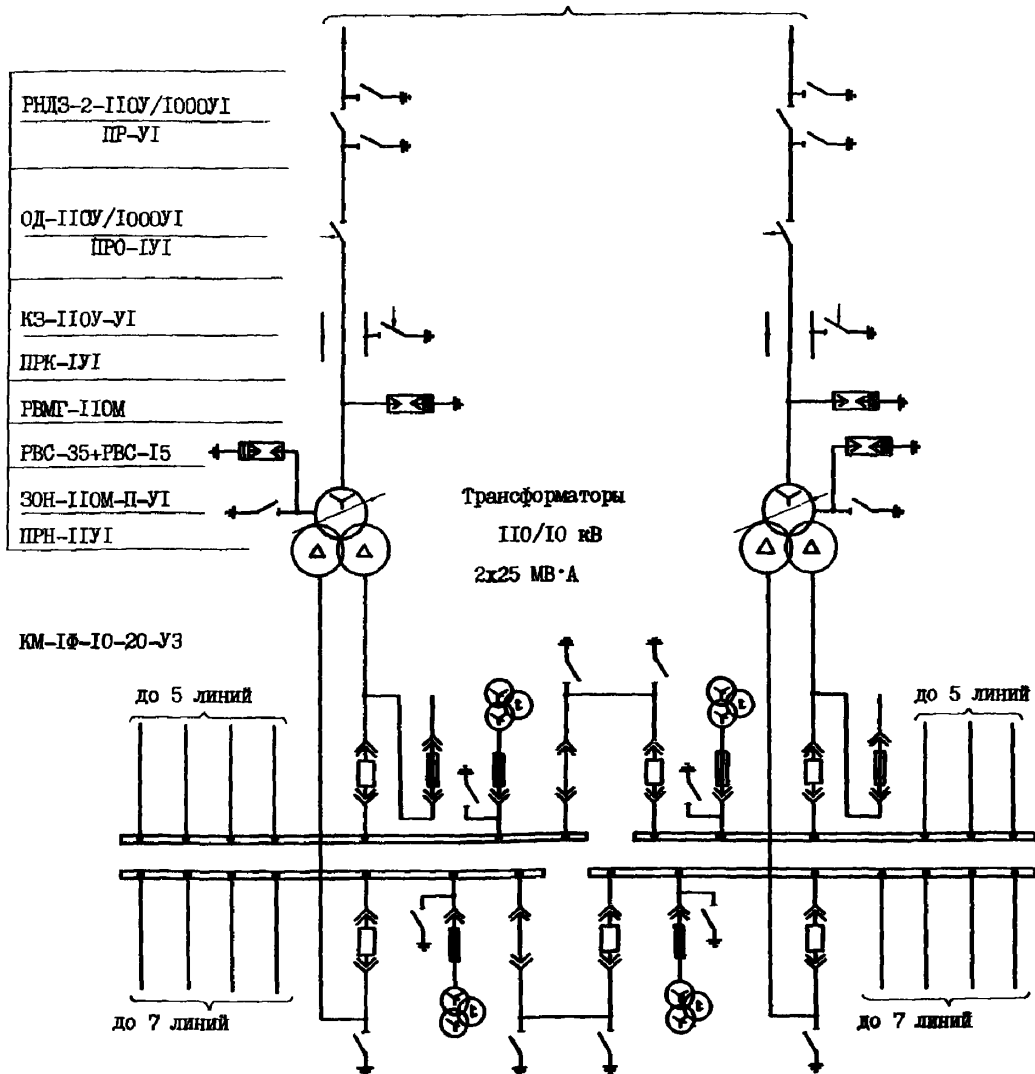 РНДЗ-2-110У/1000У1
ПР-У1
ОД-110У/1000У1
ПРО-1У1
КЗ-110У-У1
ПРК-1У1
РВМГ-110М
РВС-35+РВС-15
ЗОН-110М-П-У1
ПРН-11У1
Трансформаторы
110/10 кВ
2х25 МВ·А
КМ-1Ф-10-20-У3
до 5 линий
до 5 линий
до 7 линий
до 7 линий